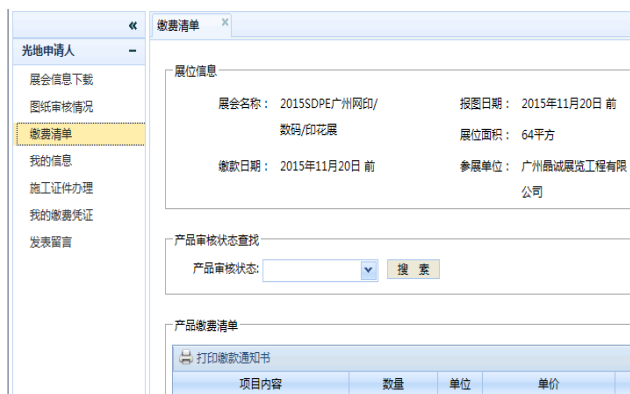 «
缴费清单 x
光地申请人 −
展会信息下载
图纸审核情况
缴费清单
我的信息
施工证件办理
我的缴费凭证
发表留言
展位信息
展会名称： 2015SDPE广州网印/
数码/印花展
报图日期： 2015年11月20日 前
展位面积： 64平方
缴款日期： 2015年11月20日 前
参展单位： 广州晶诚展览工程有限
公司
产品审核状态查找
产品审核状态:
搜 素
产品缴费清单
打印缴款通知书
项目内容 数量 单位 单价